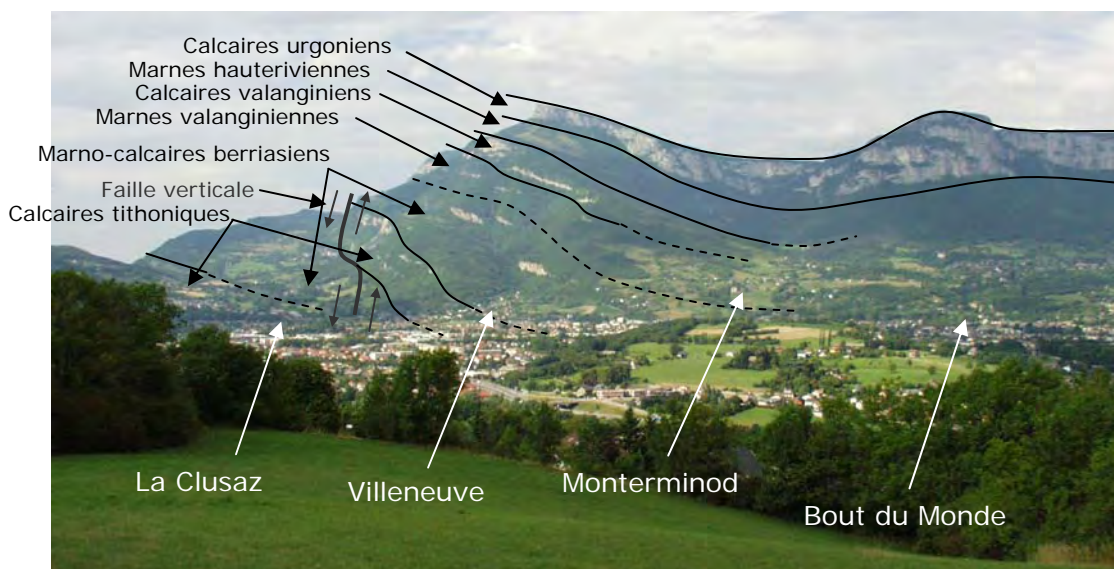 Calcaires urgoniens
Marnes hauteriviennes
Calcaires valanginiens
Marnes valanginiennes
Marno-calcaires berriasiens
Faille verticale
Calcaires tithoniques
La Clusaz
Villeneuve
Monterminod
Bout du Monde